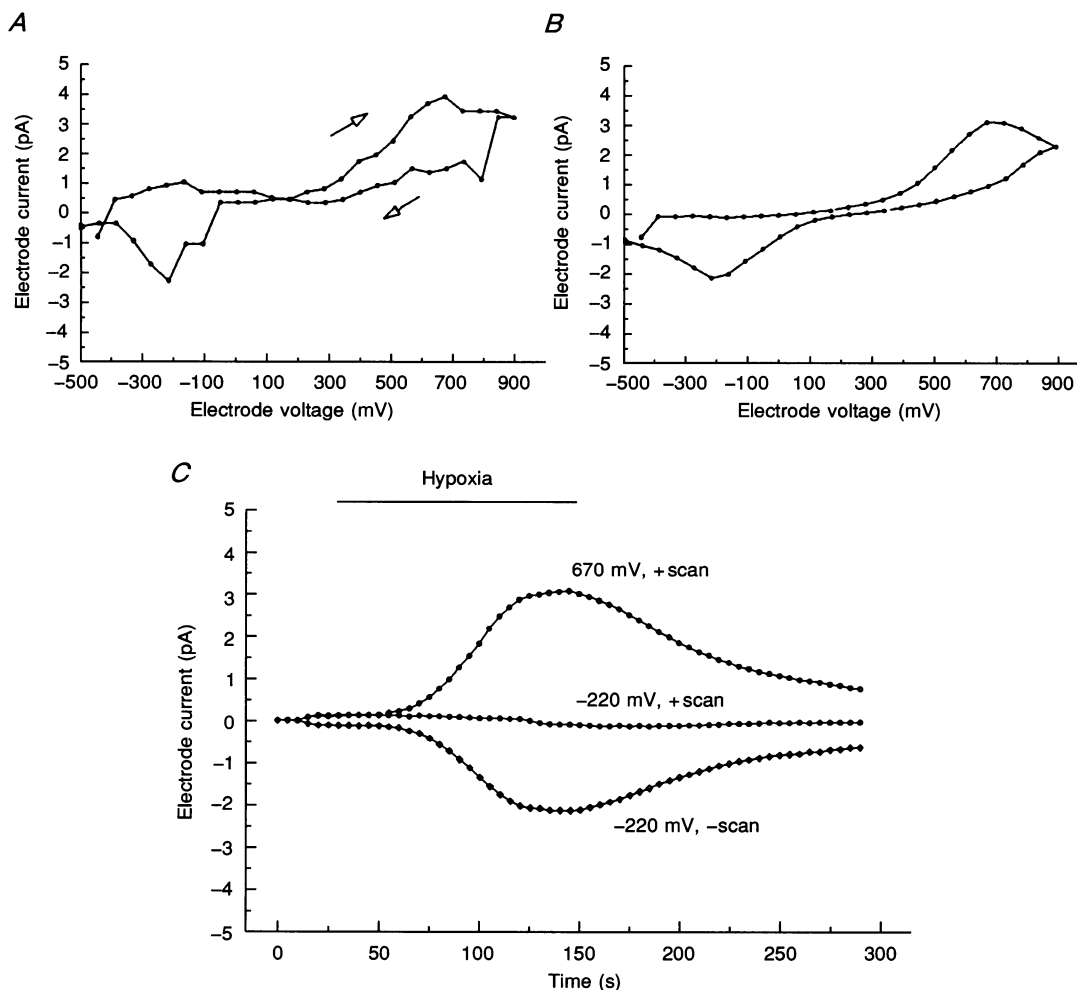 A
5
4
3
2
1
0
−1
−2
−3
−4
−5
Electrode current (pA)
−500 −300 −100 100 300 500 700 900
Electrode voltage (mV)
B
5
4
3
2
1
0
−1
−2
−3
−4
−5
Electrode current (pA)
−500 −300 −100 100 300 500 700 900
Electrode voltage (mV)
C
Hypoxia
5
4
3
2
1
0
−1
−2
−3
−4
−5
Electrode current (pA)
670 mV, +scan
−220 mV, +scan
−220 mV, −scan
0 50 100 150 200 250 300
Time (s)